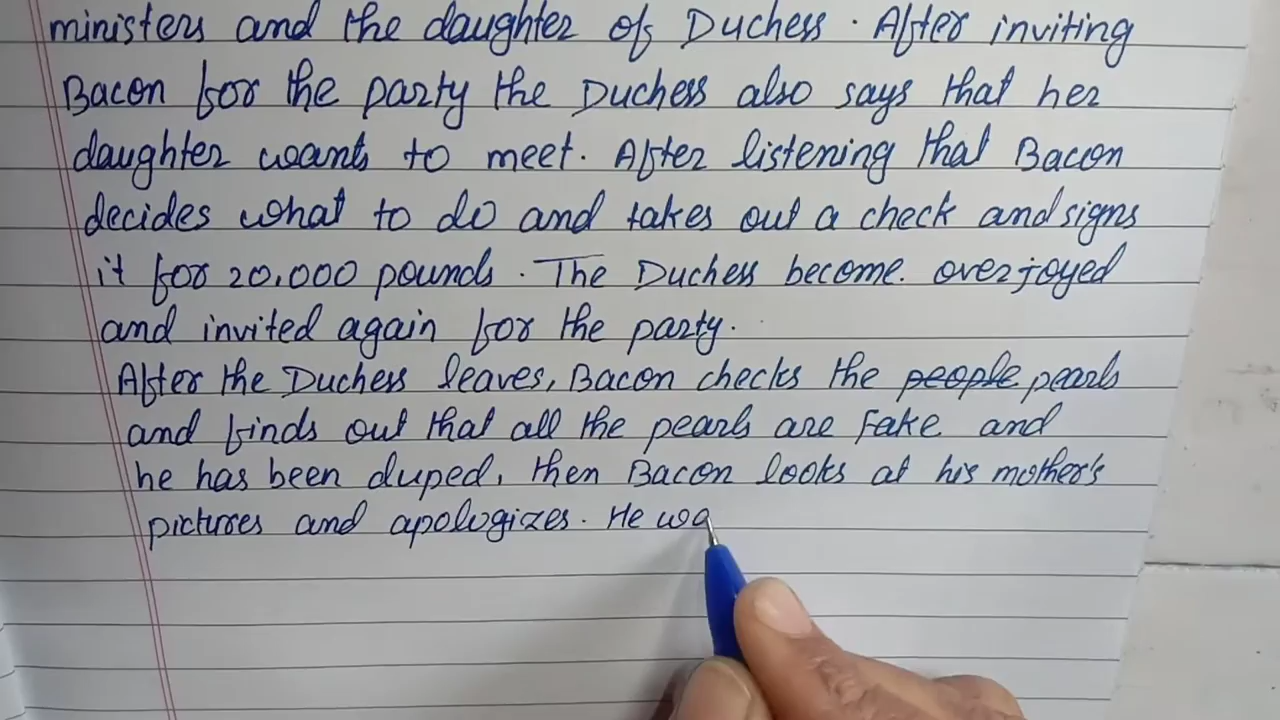 ministers and the daughter of Duchess. After inviting
Bacon for the party the Duchess also says that her
daughter wants to meet. After listening that Bacon
decides what to do and takes out a check and signs
it for 20,000 pounds. The Duchess become. overjoyed
and invited again for the party.
After the Duchess leaves, Bacon checks the people pearls
and finds out that all the pearls are Fake and
he has been duped, then Bacon looks at his mother's
pictures and apologizes. He wa